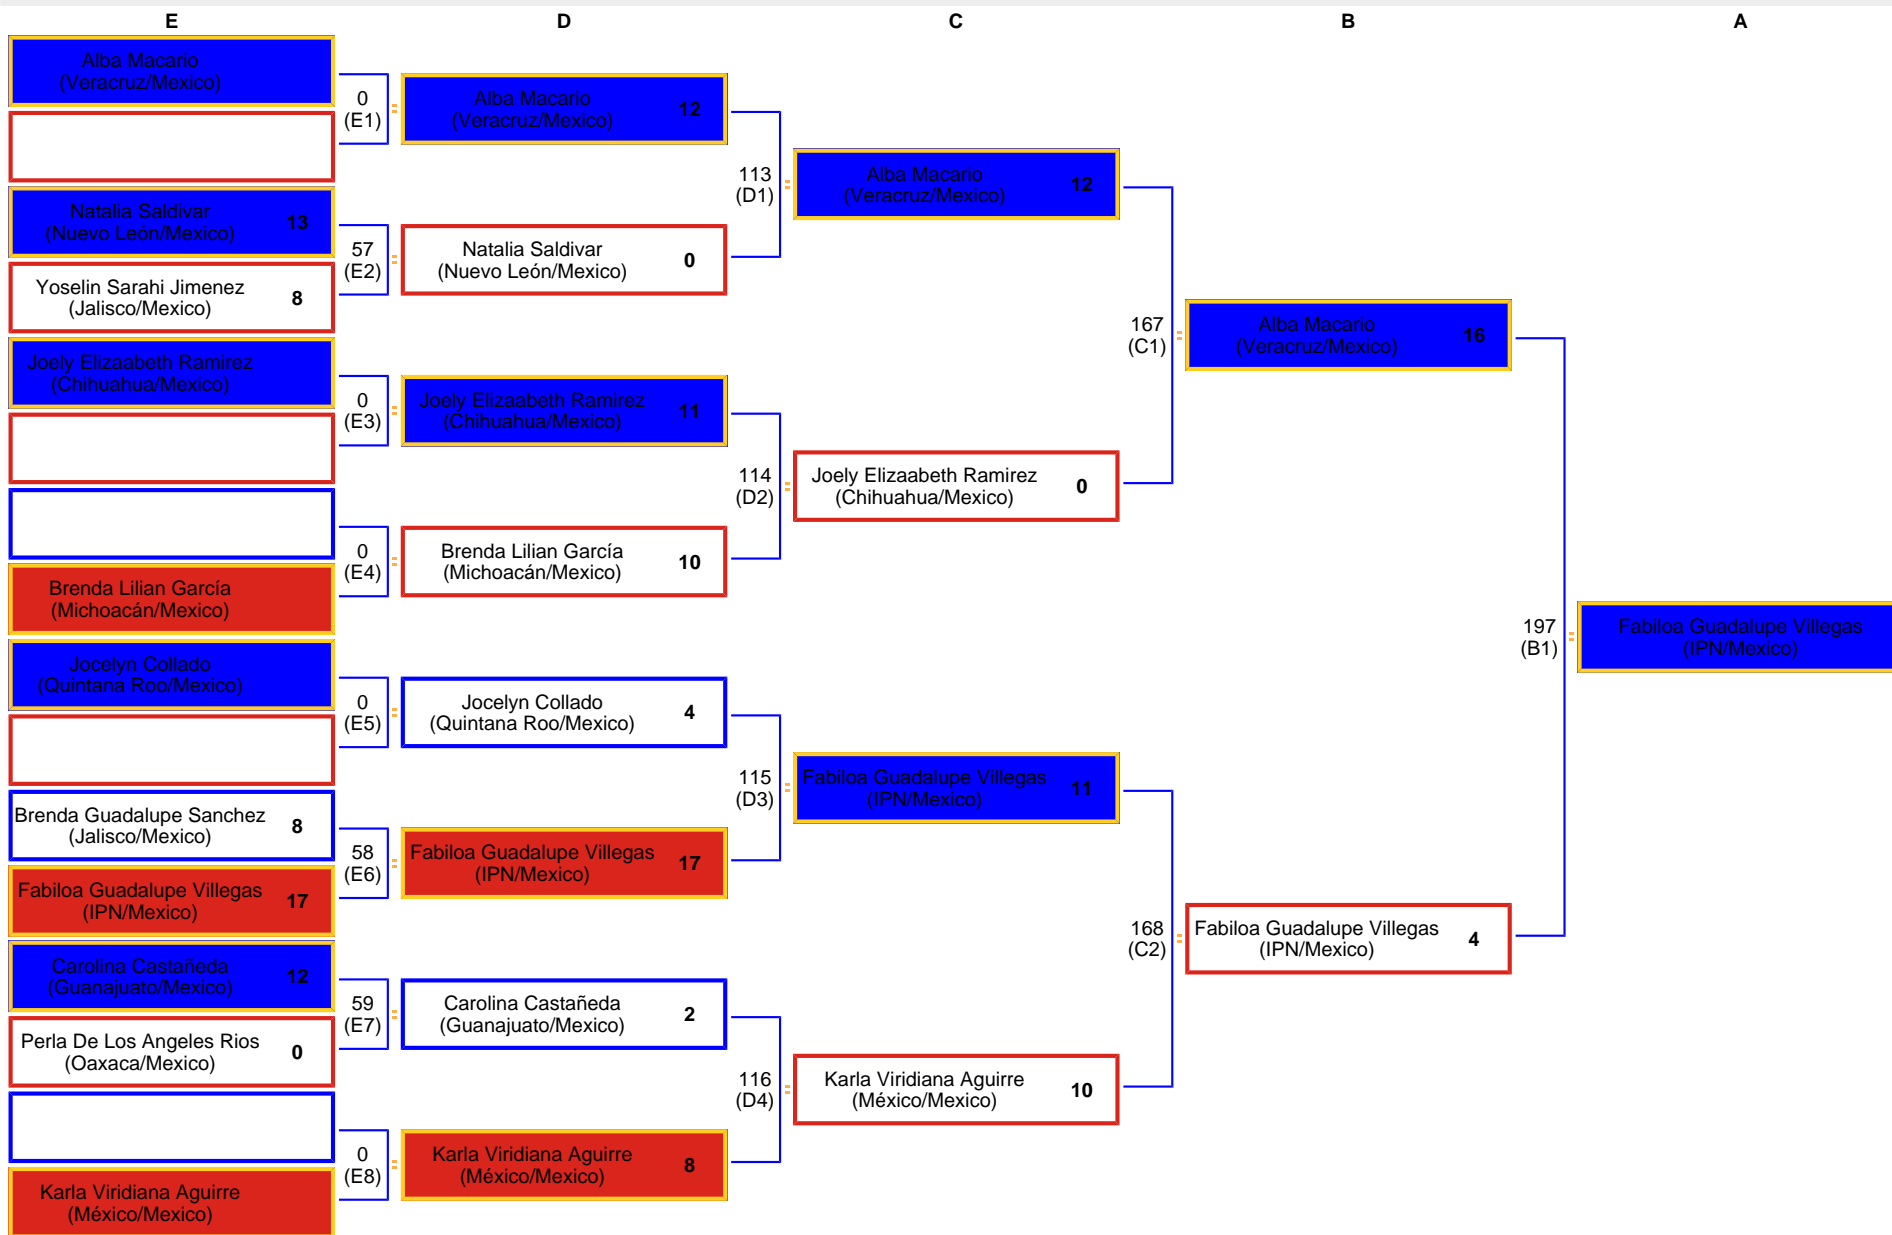 E
D
C
B
A
Alba Macario
(Veracruz/Mexico)
0
(E1)
Natalia Saldivar
(Nuevo León/Mexico)
13
57
(E2)
Yoselin Sarahi Jimenez
(Jalisco/Mexico)
8
Joely Elizaabeth Ramirez
(Chihuahua/Mexico)
0
(E3)
0
(E4)
Brenda Lilian García
(Michoacán/Mexico)
Jocelyn Collado
(Quintana Roo/Mexico)
0
(E5)
Brenda Guadalupe Sanchez
(Jalisco/Mexico)
8
58
(E6)
Fabiloa Guadalupe Villegas
(IPN/Mexico)
17
Carolina Castañeda
(Guanajuato/Mexico)
12
59
(E7)
Perla De Los Angeles Rios
(Oaxaca/Mexico)
0
0
(E8)
Karla Viridiana Aguirre
(México/Mexico)
Alba Macario
(Veracruz/Mexico)
12
113
(D1)
Natalia Saldivar
(Nuevo León/Mexico)
0
Joely Elizaabeth Ramirez
(Chihuahua/Mexico)
11
114
(D2)
Brenda Lilian García
(Michoacán/Mexico)
10
Jocelyn Collado
(Quintana Roo/Mexico)
4
115
(D3)
Fabiloa Guadalupe Villegas
(IPN/Mexico)
17
Carolina Castañeda
(Guanajuato/Mexico)
2
116
(D4)
Karla Viridiana Aguirre
(México/Mexico)
8
Alba Macario
(Veracruz/Mexico)
12
167
(C1)
Joely Elizaabeth Ramirez
(Chihuahua/Mexico)
0
Fabiloa Guadalupe Villegas
(IPN/Mexico)
11
168
(C2)
Karla Viridiana Aguirre
(México/Mexico)
10
Alba Macario
(Veracruz/Mexico)
16
197
(B1)
Fabiloa Guadalupe Villegas
(IPN/Mexico)
4
Fabiloa Guadalupe Villegas
(IPN/Mexico)